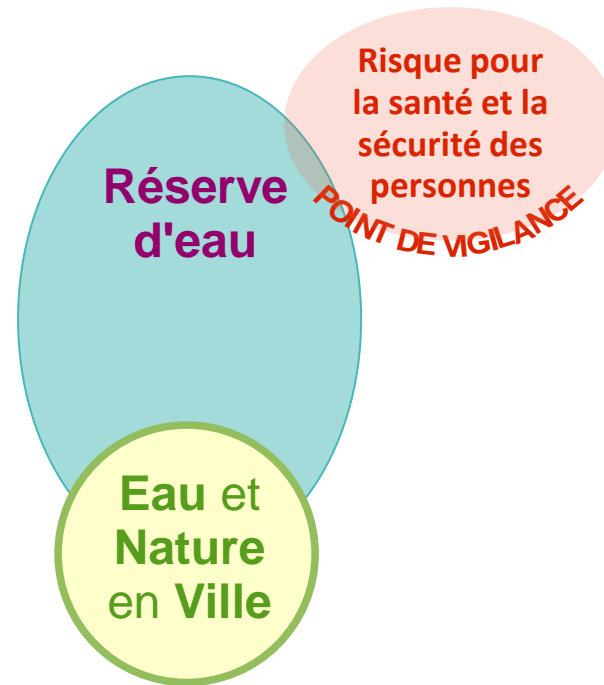 Risque pour
la santé et la
sécurité des
personnes
POINT DE VIGILANCE
Réserve
d'eau
Eau et
Nature
en Ville